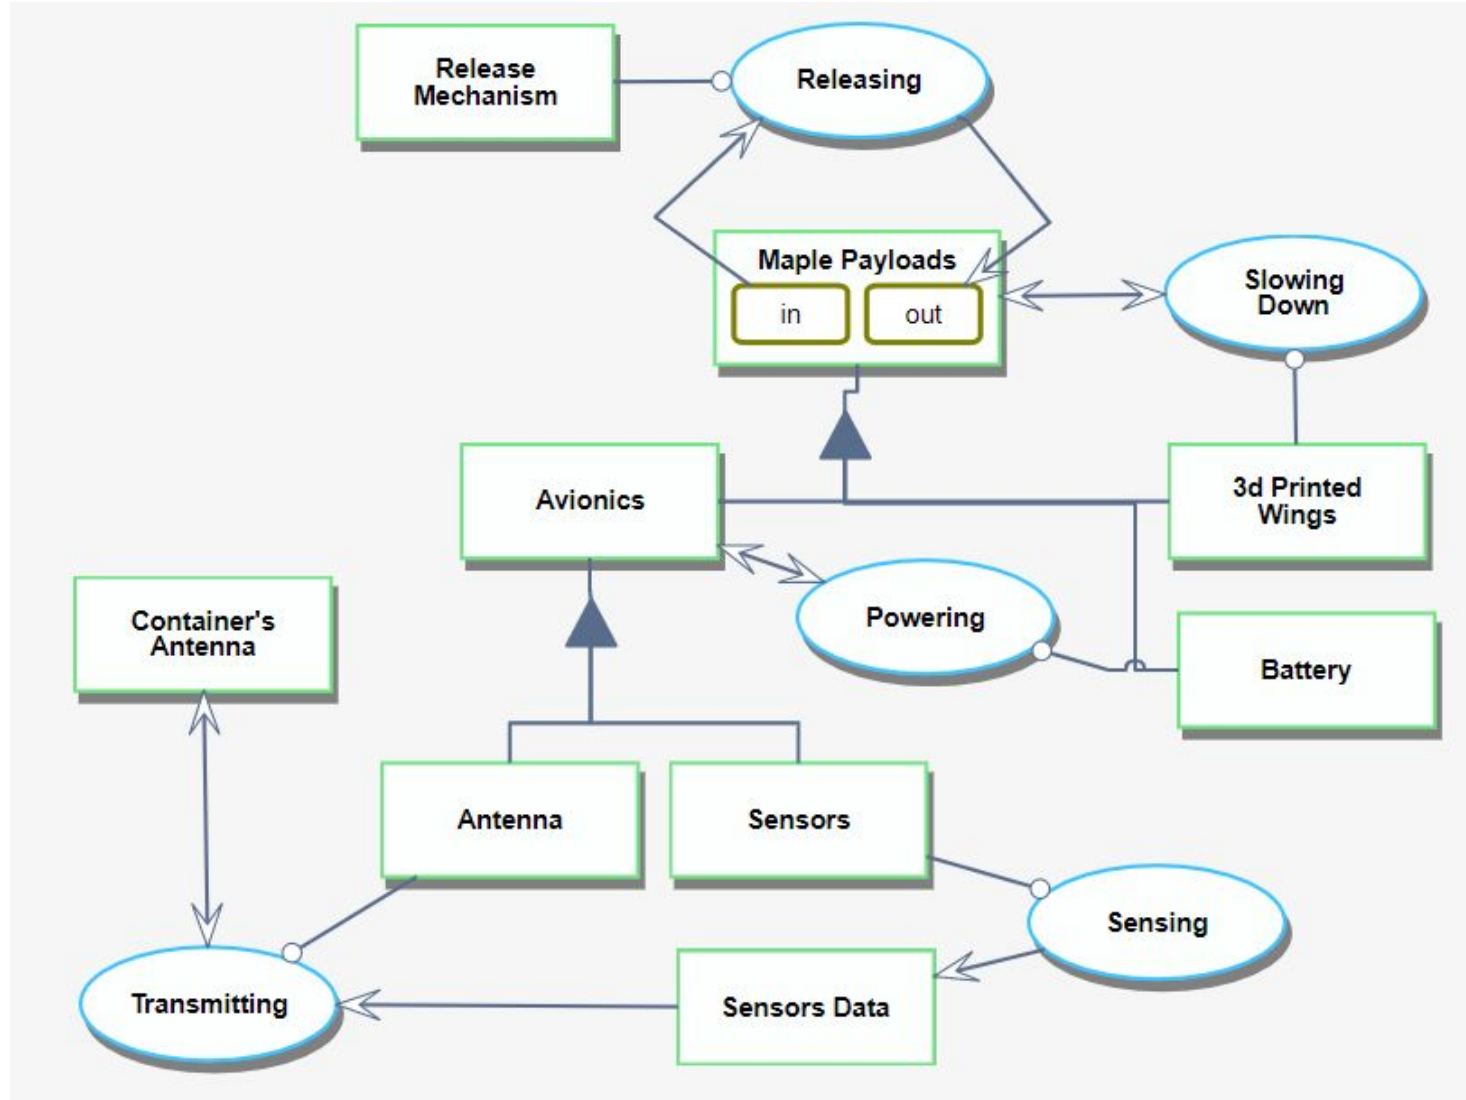 Release
Mechanism
Releasing
Maple Payloads
in
out
Slowing
Down
Avionics
3d Printed
Wings
Container's
Antenna
Powering
Battery
Antenna
Sensors
Sensing
Transmitting
Sensors Data